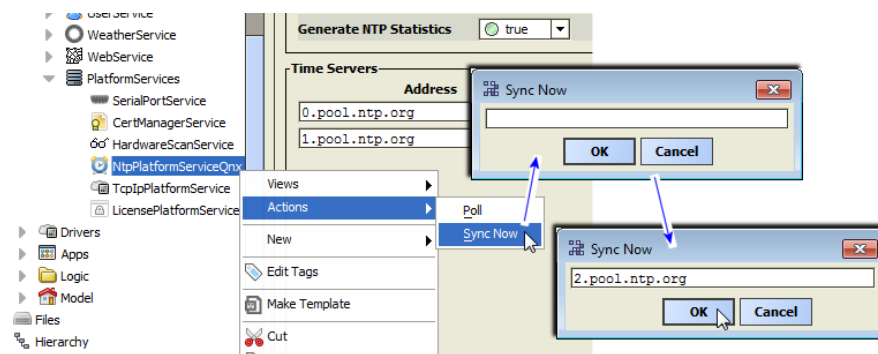 UserService
WeatherService
WebService
PlatformServices
SerialPortService
CertManagerService
HardwareScanService
NtpPlatformServiceQnx
TcpIpPlatformService
LicensePlatformService
Drivers
Apps
Logic
Model
Files
Hierarchy
Generate NTP Statistics true
Time Servers
Address
0.pool.ntp.org
1.pool.ntp.org
Views
Actions
New
Edit Tags
Make Template
Cut
Poll
Sync Now
Sync Now
OK Cancel
Sync Now
2.pool.ntp.org
OK Cancel